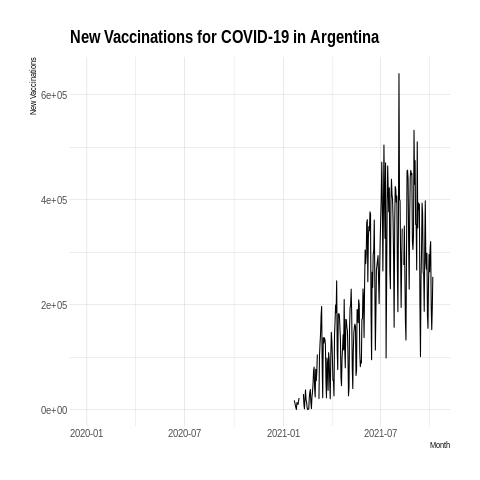 New Vaccinations for COVID-19 in Argentina
New Vaccinations
6e+05
4e+05
2e+05
0e+00
2020-01
2020-07
2021-01
2021-07
Month